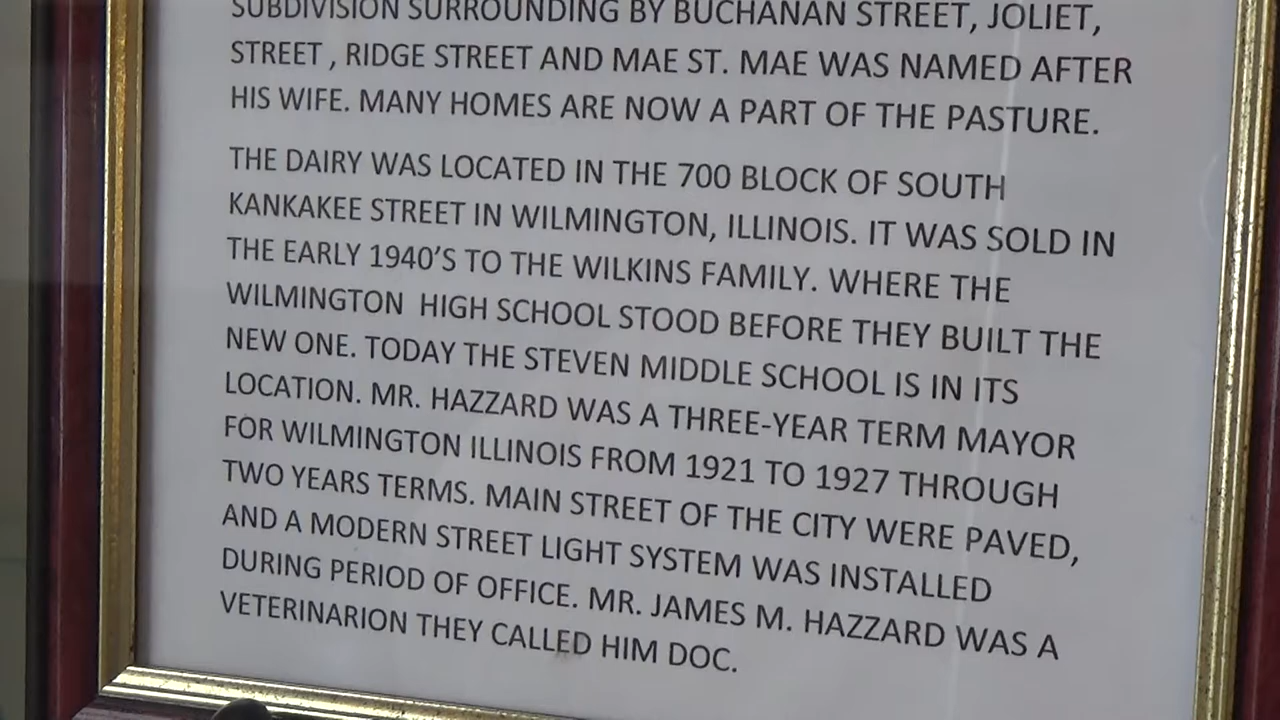 SUBDIVISION SURROUNDING BY BUCHANAN STREET, JOLIET,
STREET , RIDGE STREET AND MAE ST. MAE WAS NAMED AFTER
HIS WIFE. MANY HOMES ARE NOW A PART OF THE PASTURE.
THE DAIRY WAS LOCATED IN THE 700 BLOCK OF SOUTH
KANKAKEE STREET IN WILMINGTON, ILLINOIS. IT WAS SOLD IN
THE EARLY 1940'S TO THE WILKINS FAMILY. WHERE THE
WILMINGTON  HIGH SCHOOL STOOD BEFORE THEY BUILT THE
NEW ONE. TODAY THE STEVEN MIDDLE SCHOOL IS IN ITS
LOCATION. MR. HAZZARD WAS A THREE-YEAR TERM MAYOR
FOR WILMINGTON ILLINOIS FROM 1921 TO 1927 THROUGH
TWO YEARS TERMS. MAIN STREET OF THE CITY WERE PAVED,
AND A MODERN STREET LIGHT SYSTEM WAS INSTALLED
DURING PERIOD OF OFFICE. MR. JAMES M. HAZZARD WAS A
VETERINARION THEY CALLED HIM DOC.